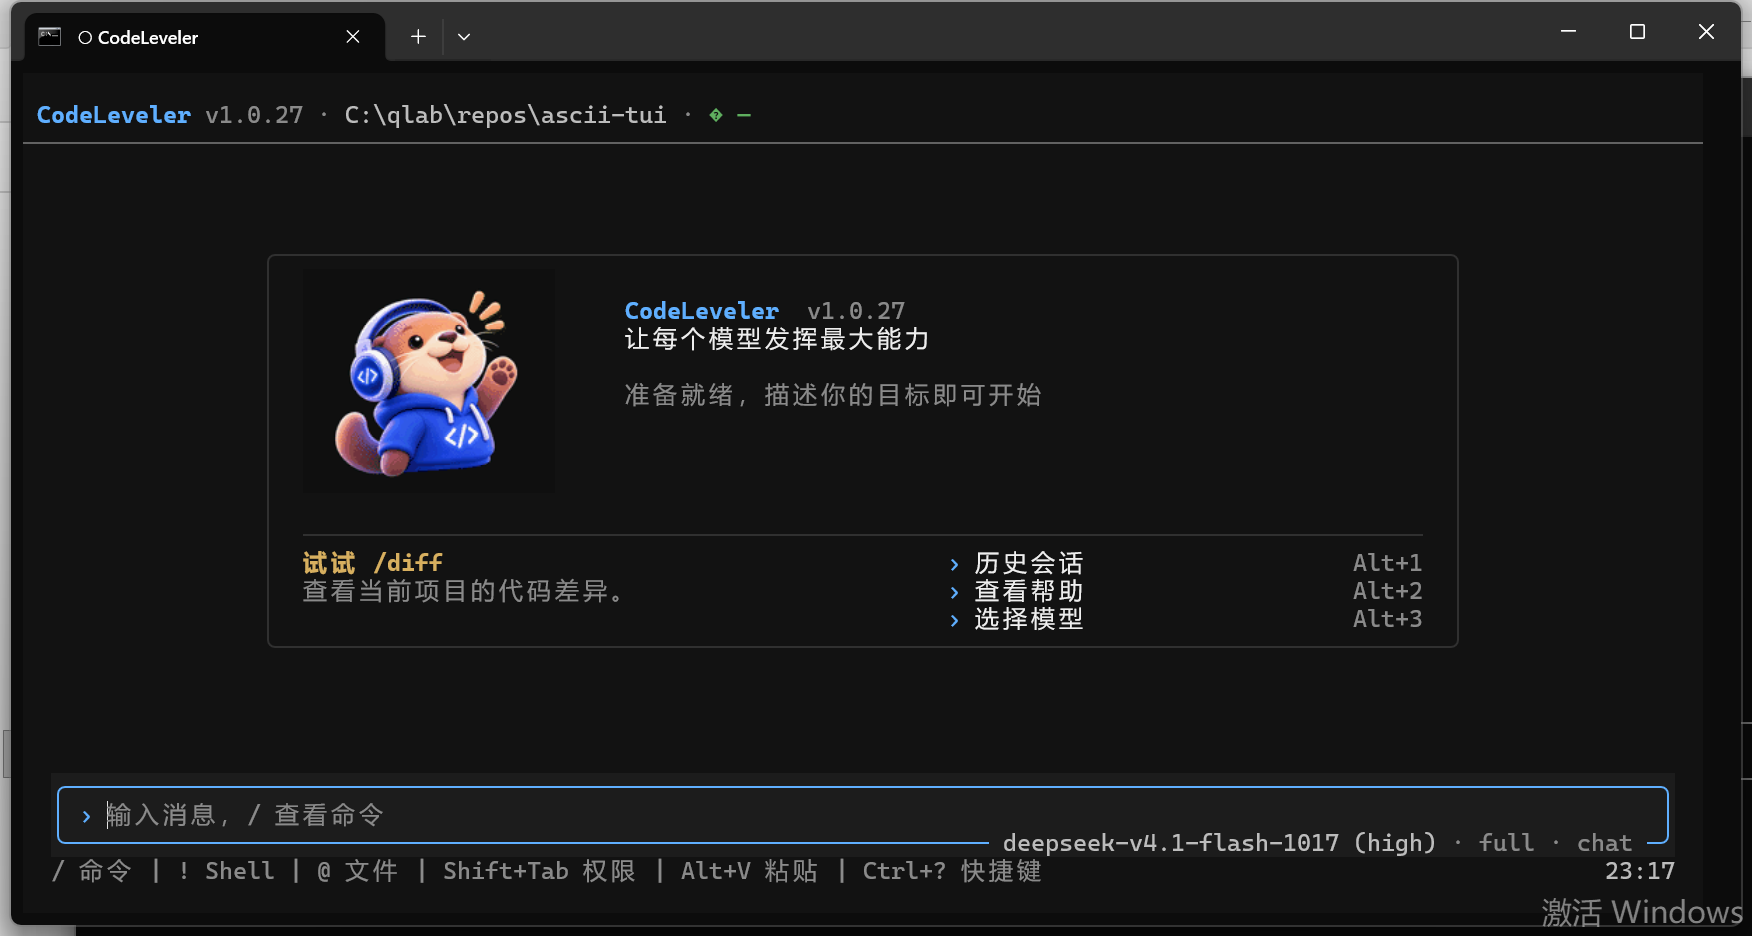 CodeLeveler
CodeLeveler v1.0.27 · C:\qlab\repos\ascii-tui · � —
</>
</>
CodeLeveler v1.0.27
让每个模型发挥最大能力
准备就绪，描述你的目标即可开始
试试 /diff
查看当前项目的代码差异。
› 历史会话 Alt+1
› 查看帮助 Alt+2
› 选择模型 Alt+3
› 输入消息，/ 查看命令
deepseek-v4.1-flash-1017 (high) · full · chat
/ 命令 | ! Shell | @ 文件 | Shift+Tab 权限 | Alt+V 粘贴 | Ctrl+? 快捷键 23:17
激活 Windows